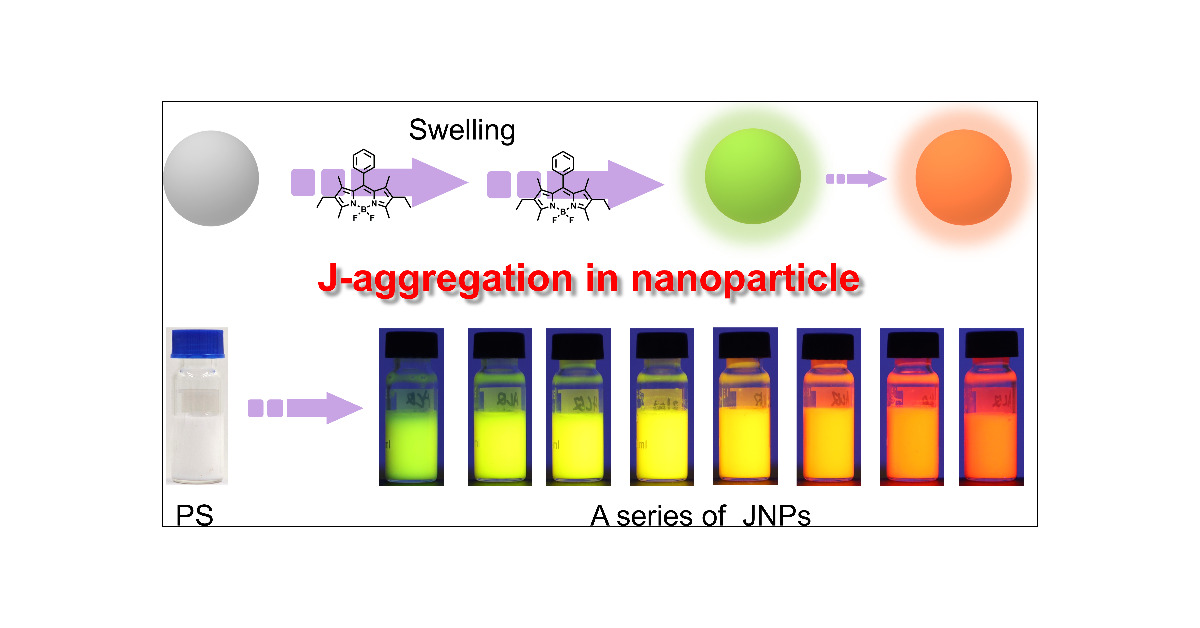 Swelling
N B N
F F
N B N
F F
J-aggregation in nanoparticle
PS
A series of JNPs